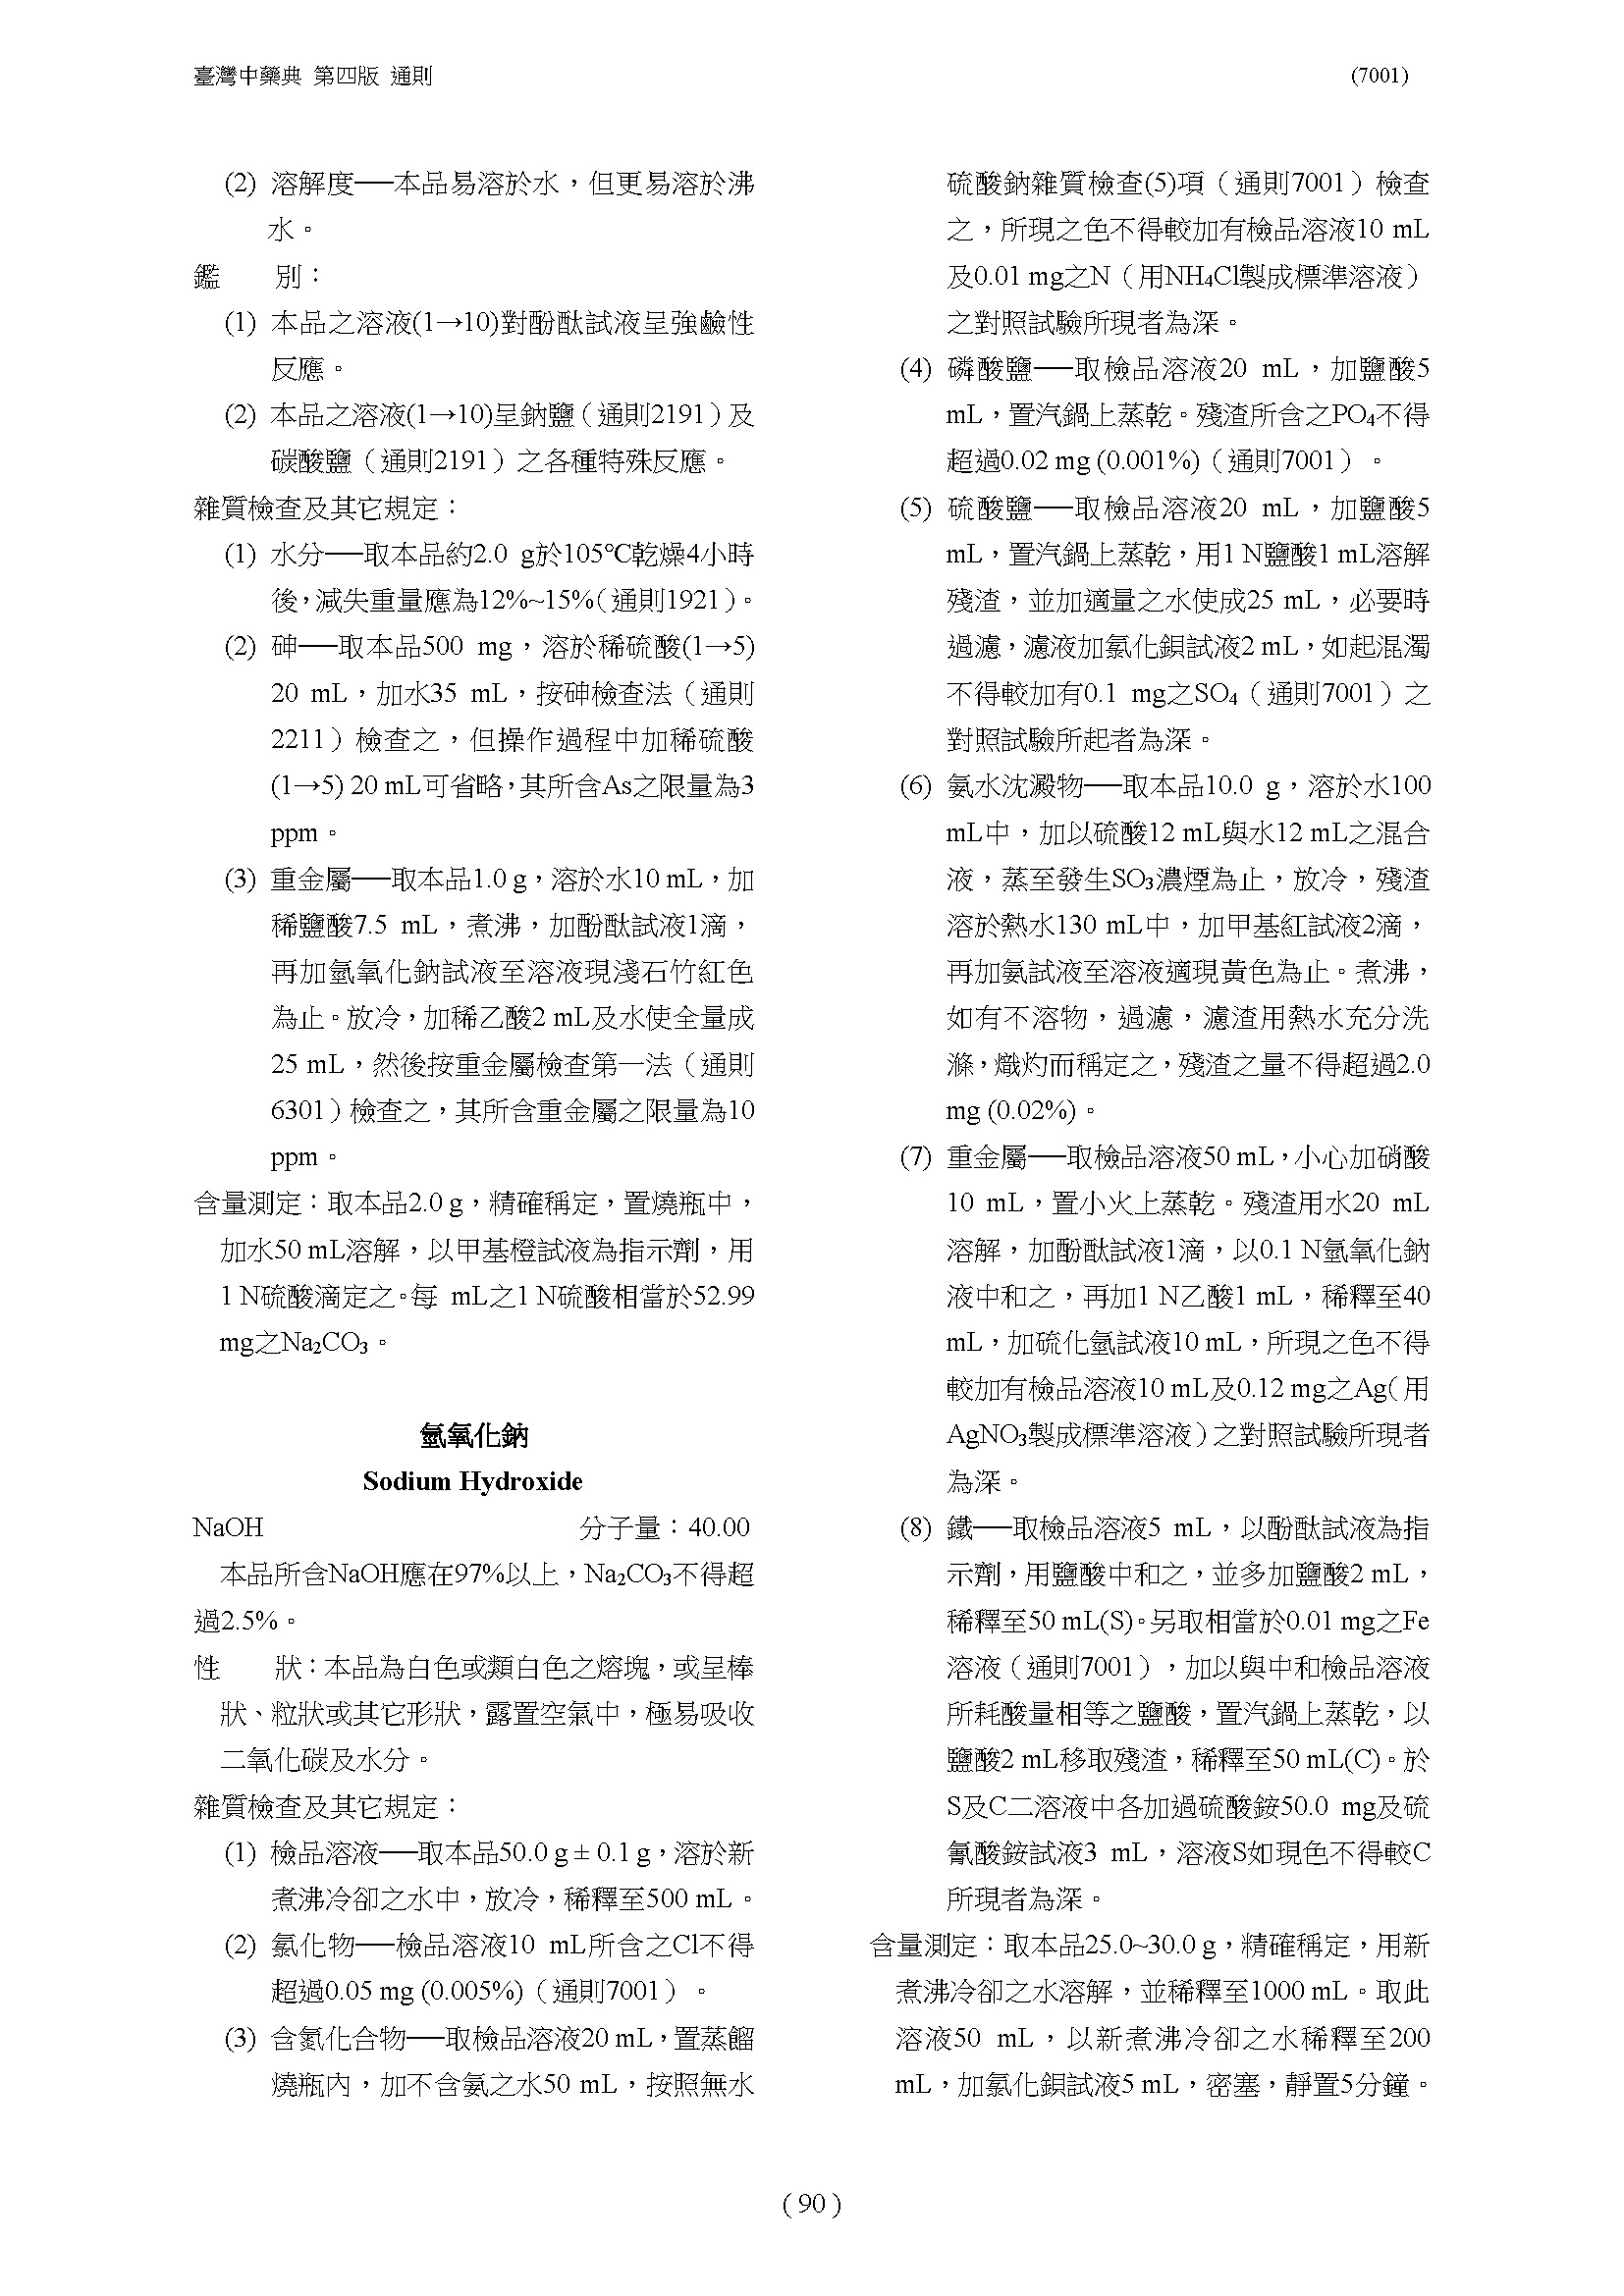 臺灣中藥典 第四版 通則 (7001)
(2) 溶解度──本品易溶於水，但更易溶於沸
水。
鑑　　別：
(1) 本品之溶液(1→10)對酚酞試液呈強鹼性
反應。
(2) 本品之溶液(1→10)呈鈉鹽（通則2191）及
碳酸鹽（通則2191）之各種特殊反應。
雜質檢查及其它規定：
(1) 水分──取本品約2.0 g於105℃乾燥4小時
後，減失重量應為12%~15%（通則1921）。
(2) 砷──取本品500 mg，溶於稀硫酸(1→5)
20 mL，加水35 mL，按砷檢查法（通則
2211）檢查之，但操作過程中加稀硫酸
(1→5) 20 mL可省略，其所含As之限量為3
ppm。
(3) 重金屬──取本品1.0 g，溶於水10 mL，加
稀鹽酸7.5 mL，煮沸，加酚酞試液1滴，
再加氫氧化鈉試液至溶液現淺石竹紅色
為止。放冷，加稀乙酸2 mL及水使全量成
25 mL，然後按重金屬檢查第一法（通則
6301）檢查之，其所含重金屬之限量為10
ppm。
含量測定：取本品2.0 g，精確稱定，置燒瓶中，
加水50 mL溶解，以甲基橙試液為指示劑，用
1 N硫酸滴定之。每 mL之1 N硫酸相當於52.99
mg之Na₂CO₃。
氫氧化鈉
Sodium Hydroxide
NaOH 分子量：40.00
本品所含NaOH應在97%以上，Na₂CO₃不得超
過2.5%。
性　　狀：本品為白色或類白色之熔塊，或呈棒
狀、粒狀或其它形狀，露置空氣中，極易吸收
二氧化碳及水分。
雜質檢查及其它規定：
(1) 檢品溶液──取本品50.0 g ± 0.1 g，溶於新
煮沸冷卻之水中，放冷，稀釋至500 mL。
(2) 氯化物──檢品溶液10 mL所含之Cl不得
超過0.05 mg (0.005%)（通則7001）。
(3) 含氮化合物──取檢品溶液20 mL，置蒸餾
燒瓶內，加不含氨之水50 mL，按照無水
硫酸鈉雜質檢查(5)項（通則7001）檢查
之，所現之色不得較加有檢品溶液10 mL
及0.01 mg之N（用NH₄Cl製成標準溶液）
之對照試驗所現者為深。
(4) 磷酸鹽──取檢品溶液20 mL，加鹽酸5
mL，置汽鍋上蒸乾。殘渣所含之PO₄不得
超過0.02 mg (0.001%)（通則7001）。
(5) 硫酸鹽──取檢品溶液20 mL，加鹽酸5
mL，置汽鍋上蒸乾，用1 N鹽酸1 mL溶解
殘渣，並加適量之水使成25 mL，必要時
過濾，濾液加氯化鋇試液2 mL，如起混濁
不得較加有0.1 mg之SO₄（通則7001）之
對照試驗所起者為深。
(6) 氨水沈澱物──取本品10.0 g，溶於水100
mL中，加以硫酸12 mL與水12 mL之混合
液，蒸至發生SO₃濃煙為止，放冷，殘渣
溶於熱水130 mL中，加甲基紅試液2滴，
再加氨試液至溶液適現黃色為止。煮沸，
如有不溶物，過濾，濾渣用熱水充分洗
滌，熾灼而稱定之，殘渣之量不得超過2.0
mg (0.02%)。
(7) 重金屬──取檢品溶液50 mL，小心加硝酸
10 mL，置小火上蒸乾。殘渣用水20 mL
溶解，加酚酞試液1滴，以0.1 N氫氧化鈉
液中和之，再加1 N乙酸1 mL，稀釋至40
mL，加硫化氫試液10 mL，所現之色不得
較加有檢品溶液10 mL及0.12 mg之Ag（用
AgNO₃製成標準溶液）之對照試驗所現者
為深。
(8) 鐵──取檢品溶液5 mL，以酚酞試液為指
示劑，用鹽酸中和之，並多加鹽酸2 mL，
稀釋至50 mL(S)。另取相當於0.01 mg之Fe
溶液（通則7001），加以與中和檢品溶液
所耗酸量相等之鹽酸，置汽鍋上蒸乾，以
鹽酸2 mL移取殘渣，稀釋至50 mL(C)。於
S及C二溶液中各加過硫酸銨50.0 mg及硫
氰酸銨試液3 mL，溶液S如現色不得較C
所現者為深。
含量測定：取本品25.0~30.0 g，精確稱定，用新
煮沸冷卻之水溶解，並稀釋至1000 mL。取此
溶液50 mL，以新煮沸冷卻之水稀釋至200
mL，加氯化鋇試液5 mL，密塞，靜置5分鐘。
( 90 )